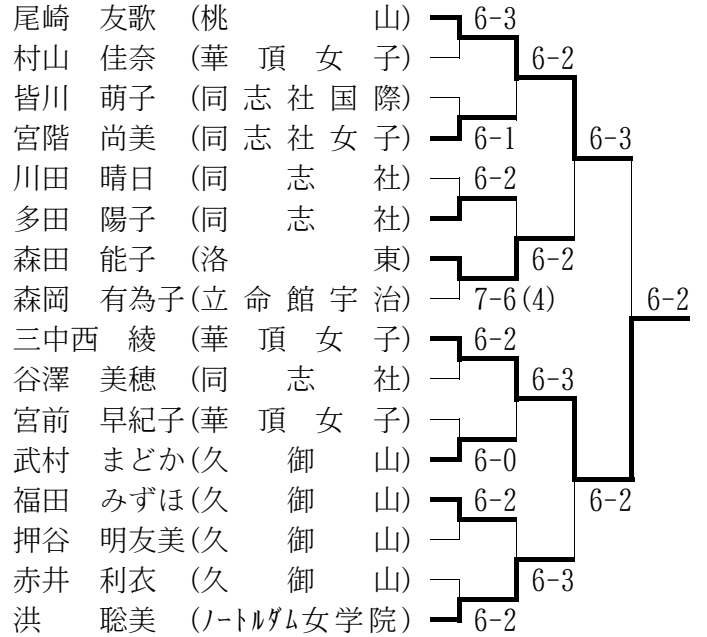 尾崎 友歌 (桃 山) 6-3
村山 佳奈 (華 頂 女 子) 6-2
皆川 萌子 (同 志 社 国 際)
宮階 尚美 (同 志 社 女 子) 6-1 6-3
川田 晴日 (同 志 社) 6-2
多田 陽子 (同 志 社)
森田 能子 (洛 東) 6-2
森岡 有為子(立 命 館 宇 治) 7-6(4) 6-2
三中西 綾 (華 頂 女 子) 6-2
谷澤 美穂 (同 志 社) 6-3
宮前 早紀子(華 頂 女 子)
武村 まどか(久 御 山) 6-0
福田 みずほ(久 御 山) 6-2 6-2
押谷 明友美(久 御 山)
赤井 利衣 (久 御 山) 6-3
洪 聡美 (ノートルダム女学院) 6-2